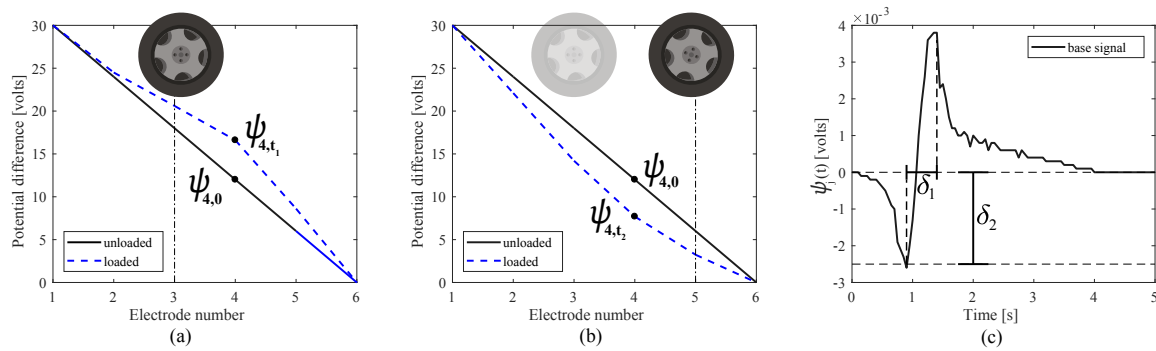 30
25
20
15
10
5
0
Potential difference [volts]
ψ4,t1
ψ4,0
unloaded
loaded
1 2 3 4 5 6
Electrode number
(a)
30
25
20
15
10
5
0
Potential difference [volts]
ψ4,0
ψ4,t2
unloaded
loaded
1 2 3 4 5 6
Electrode number
(b)
×10⁻³
4
3
2
1
0
-1
-2
-3
ψj(t) [volts]
base signal
δ1
δ2
0 1 2 3 4 5
Time [s]
(c)